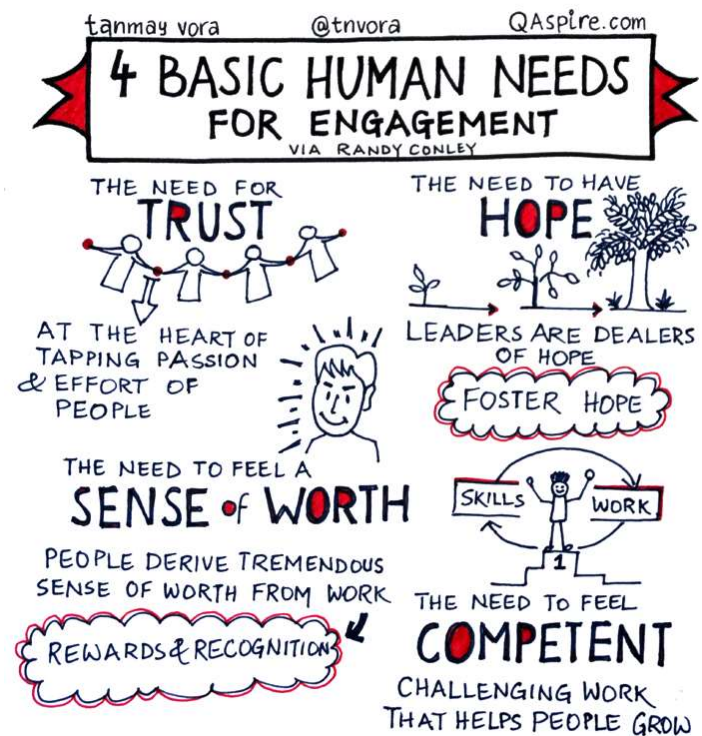 tanmay vora @tnvora QAspire.com
4 BASIC HUMAN NEEDS
FOR ENGAGEMENT
VIA RANDY CONLEY
THE NEED FOR
TRUST
AT THE HEART OF
TAPPING PASSION
& EFFORT OF
PEOPLE
THE NEED TO HAVE
HOPE
LEADERS ARE DEALERS
OF HOPE
FOSTER HOPE
THE NEED TO FEEL A
SENSE of WORTH
PEOPLE DERIVE TREMENDOUS
SENSE OF WORTH FROM WORK
REWARDS & RECOGNITION
SKILLS WORK
1
THE NEED TO FEEL
COMPETENT
CHALLENGING WORK
THAT HELPS PEOPLE GROW